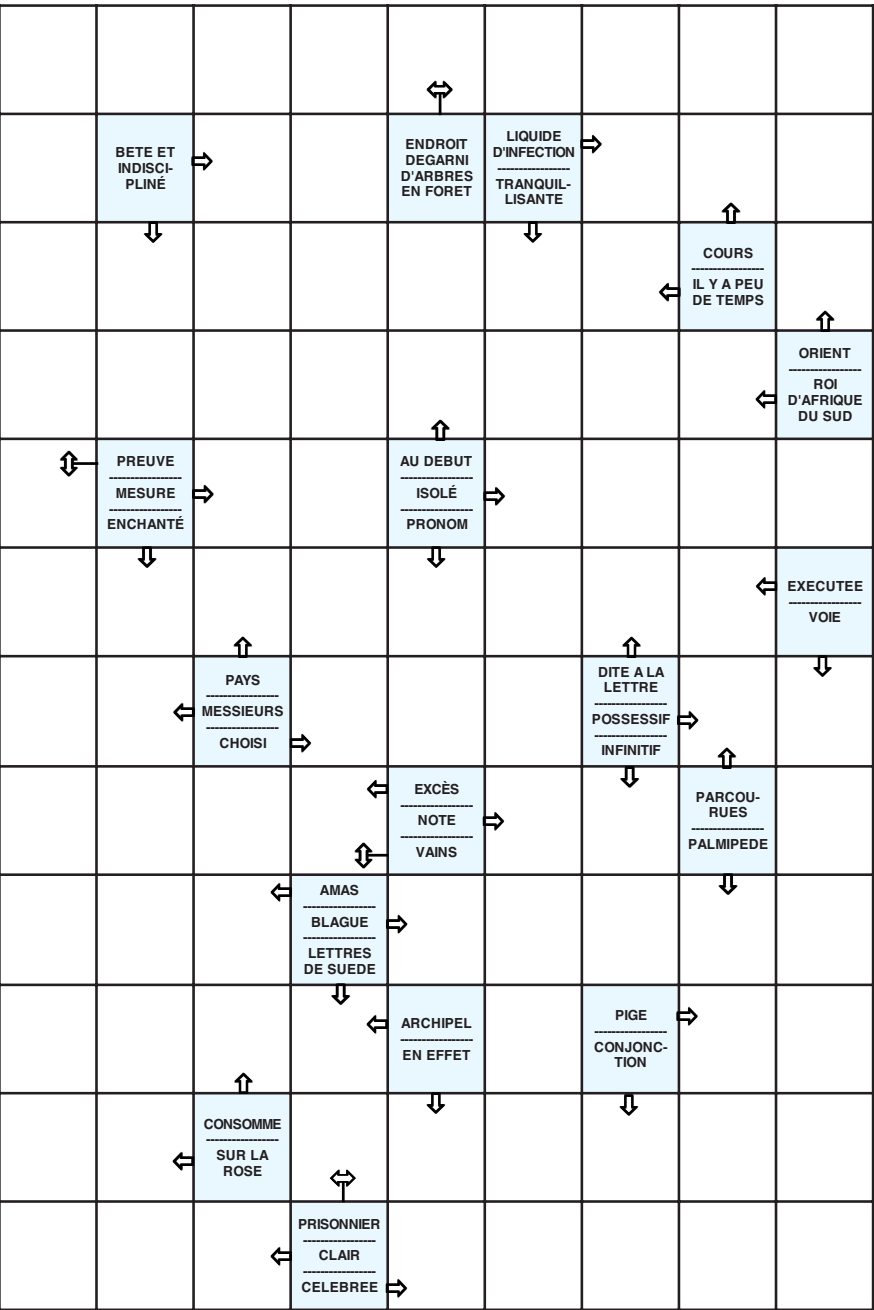 BETE ET
INDISCI-
PLINÉ
ENDROIT
DEGARNI
D'ARBRES
EN FORET
LIQUIDE
D'INFECTION
-----------------
TRANQUIL-
LISANTE
COURS
-----------------
IL Y A PEU
DE TEMPS
ORIENT
-----------------
ROI
D'AFRIQUE
DU SUD
PREUVE
-----------------
MESURE
-----------------
ENCHANTÉ
AU DEBUT
-----------------
ISOLÉ
-----------------
PRONOM
EXECUTEE
-----------------
VOIE
PAYS
-----------------
MESSIEURS
-----------------
CHOISI
DITE A LA
LETTRE
-----------------
POSSESSIF
-----------------
INFINITIF
EXCÈS
-----------------
NOTE
-----------------
VAINS
PARCOU-
RUES
-----------------
PALMIPEDE
AMAS
-----------------
BLAGUE
-----------------
LETTRES
DE SUEDE
ARCHIPEL
-----------------
EN EFFET
PIGE
-----------------
CONJONC-
TION
CONSOMME
-----------------
SUR LA
ROSE
PRISONNIER
-----------------
CLAIR
-----------------
CELEBREE